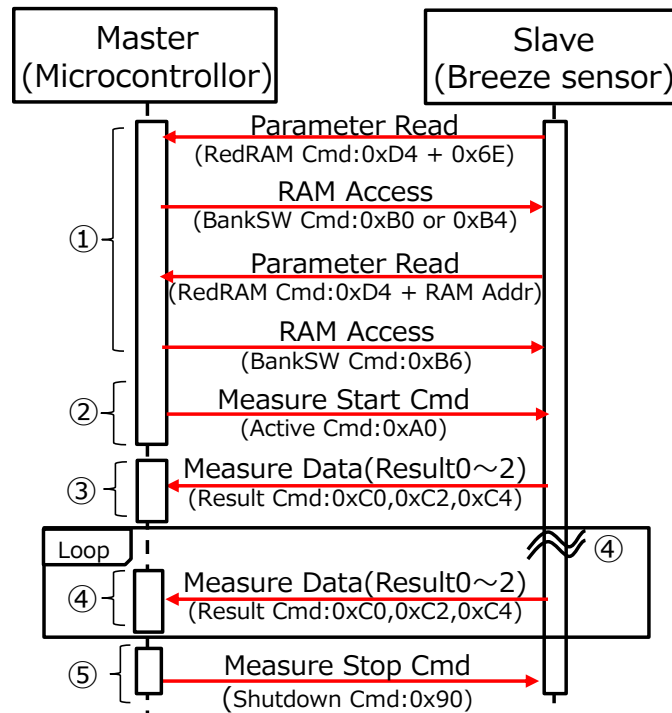 Master
(Microcontrollor)
Slave
(Breeze sensor)
Parameter Read
(RedRAM Cmd:0xD4 + 0x6E)
RAM Access
(BankSW Cmd:0xB0 or 0xB4)
①
Parameter Read
(RedRAM Cmd:0xD4 + RAM Addr)
RAM Access
(BankSW Cmd:0xB6)
②
Measure Start Cmd
(Active Cmd:0xA0)
③
Measure Data(Result0～2)
(Result Cmd:0xC0,0xC2,0xC4)
Loop
④
④
Measure Data(Result0～2)
(Result Cmd:0xC0,0xC2,0xC4)
⑤
Measure Stop Cmd
(Shutdown Cmd:0x90)